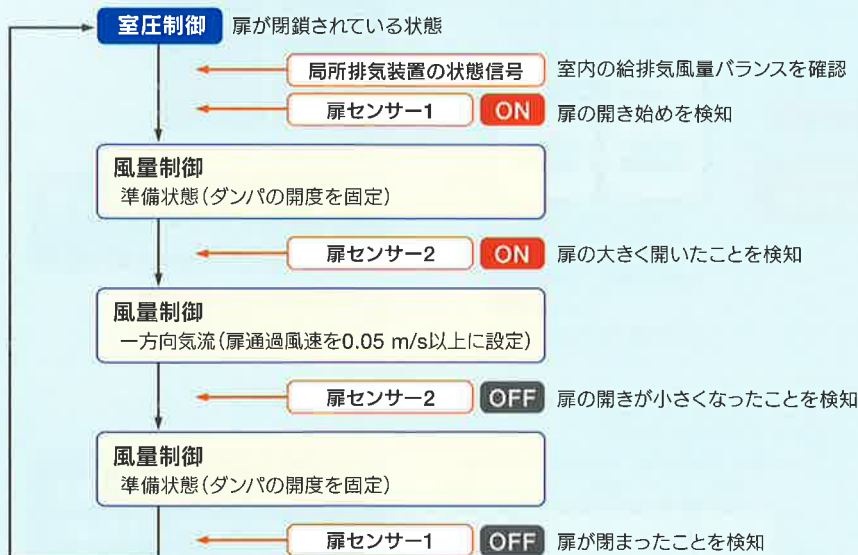 室圧制御 扉が閉鎖されている状態
局所排気装置の状態信号 室内の給排気風量バランスを確認
扉センサー1 ON 扉の開き始めを検知
風量制御
準備状態(ダンパの開度を固定)
扉センサー2 ON 扉の大きく開いたことを検知
風量制御
一方向気流(扉通過風速を0.05 m/s以上に設定)
扉センサー2 OFF 扉の開きが小さくなったことを検知
風量制御
準備状態(ダンパの開度を固定)
扉センサー1 OFF 扉が閉まったことを検知